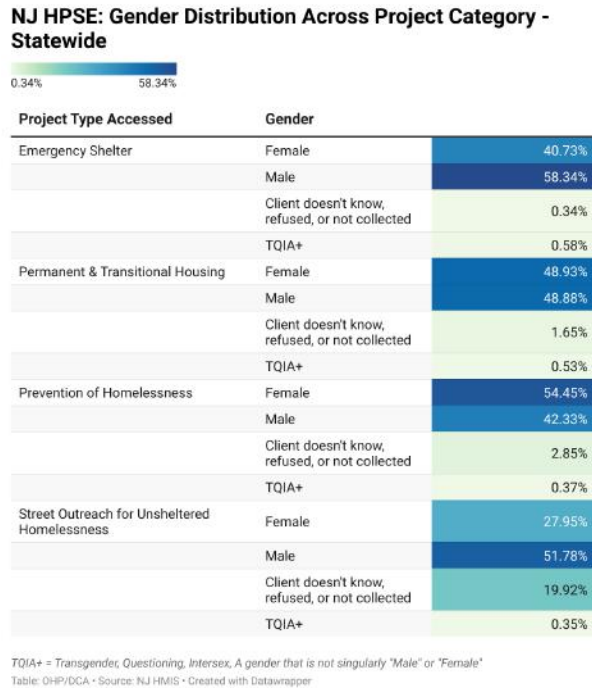 NJ HPSE: Gender Distribution Across Project Category -
Statewide
0.34% 58.34%
Project Type Accessed Gender
Emergency Shelter Female 40.73%
Male 58.34%
Client doesn't know,
refused, or not collected 0.34%
TQIA+ 0.58%
Permanent & Transitional Housing Female 48.93%
Male 48.88%
Client doesn't know,
refused, or not collected 1.65%
TQIA+ 0.53%
Prevention of Homelessness Female 54.45%
Male 42.33%
Client doesn't know,
refused, or not collected 2.85%
TQIA+ 0.37%
Street Outreach for Unsheltered
Homelessness Female 27.95%
Male 51.78%
Client doesn't know,
refused, or not collected 19.92%
TQIA+ 0.35%
TQIA+ = Transgender, Questioning, Intersex, A gender that is not singularly "Male" or "Female"
Table: OHP/DCA • Source: NJ HMIS • Created with Datawrapper